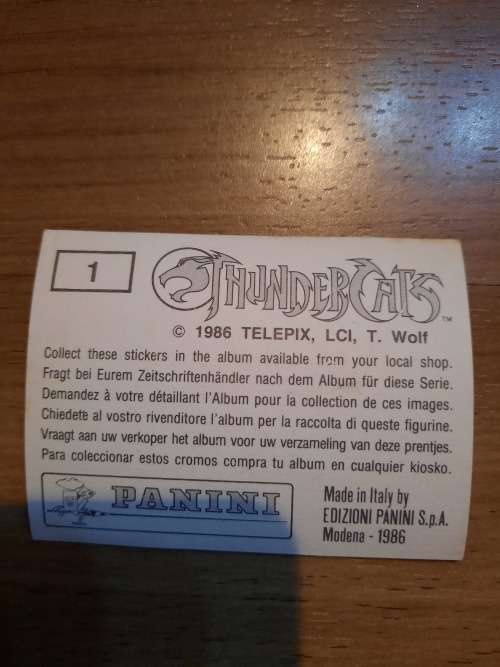 1
THUNDERCATS™
© 1986 TELEPIX, LCI, T. Wolf
Collect these stickers in the album available from your local shop.
Fragt bei Eurem Zeitschriftenhändler nach dem Album für diese Serie.
Demandez à votre détaillant l'Album pour la collection de ces images.
Chiedete al vostro rivenditore l'album per la raccolta di queste figurine.
Vraagt aan uw verkoper het album voor uw verzameling van deze prentjes.
Para coleccionar estos cromos compra tu album en cualquier kiosko.
PANINI
Made in Italy by
EDIZIONI PANINI S.p.A.
Modena - 1986